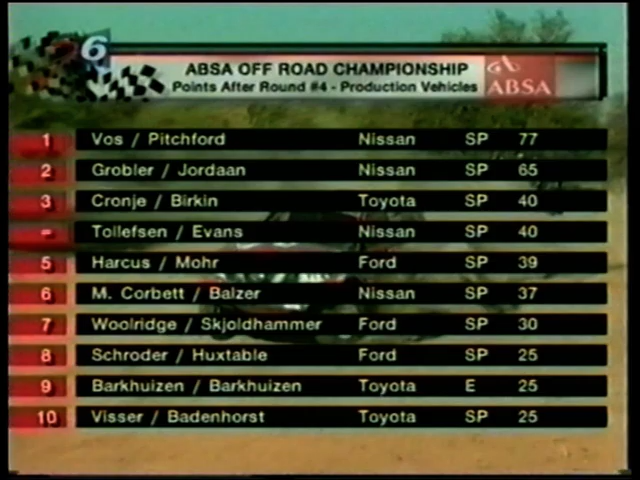 6
ABSA OFF ROAD CHAMPIONSHIP
Points After Round #4 - Production Vehicles
ABSA
1 Vos / Pitchford Nissan SP 77
2 Grobler / Jordaan Nissan SP 65
3 Cronje / Birkin Toyota SP 40
= Tollefsen / Evans Nissan SP 40
5 Harcus / Mohr Ford SP 39
6 M. Corbett / Balzer Nissan SP 37
7 Woolridge / Skjoldhammer Ford SP 30
8 Schroder / Huxtable Ford SP 25
9 Barkhuizen / Barkhuizen Toyota E 25
10 Visser / Badenhorst Toyota SP 25